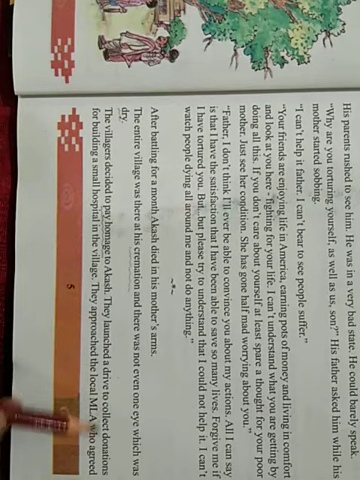 His parents rushed to see him. He was in a very bad state. He could barely speak.
"Why are you torturing yourself, as well as us, son?" His father asked him while his
mother started sobbing.
"I can't help it father. I can't bear to see people suffer."
"Your friends are enjoying life in America, earning pots of money and living in comfort
and look at you here - fighting for your life. I can't understand what you are getting by
doing all this. If you don't care about yourself at least spare a thought for your poor
mother. Just see her condition. She has gone half mad worrying about you."
"Father, I don't think I'll ever be able to convince you about my actions. All I can say
is that I have the satisfaction that I have been able to save so many lives. Forgive me if
I have tortured you. But.. but please try to understand that I could not help it. I can't
watch people dying all around me and not do anything."
-*-
After battling for a month Akash died in his mother's arms.
The entire village was there at his cremation and there was not even one eye which was
dry.
The villagers decided to pay homage to Akash. They launched a drive to collect donations
for building a small hospital in the village. They approached the local MLA who agreed
5